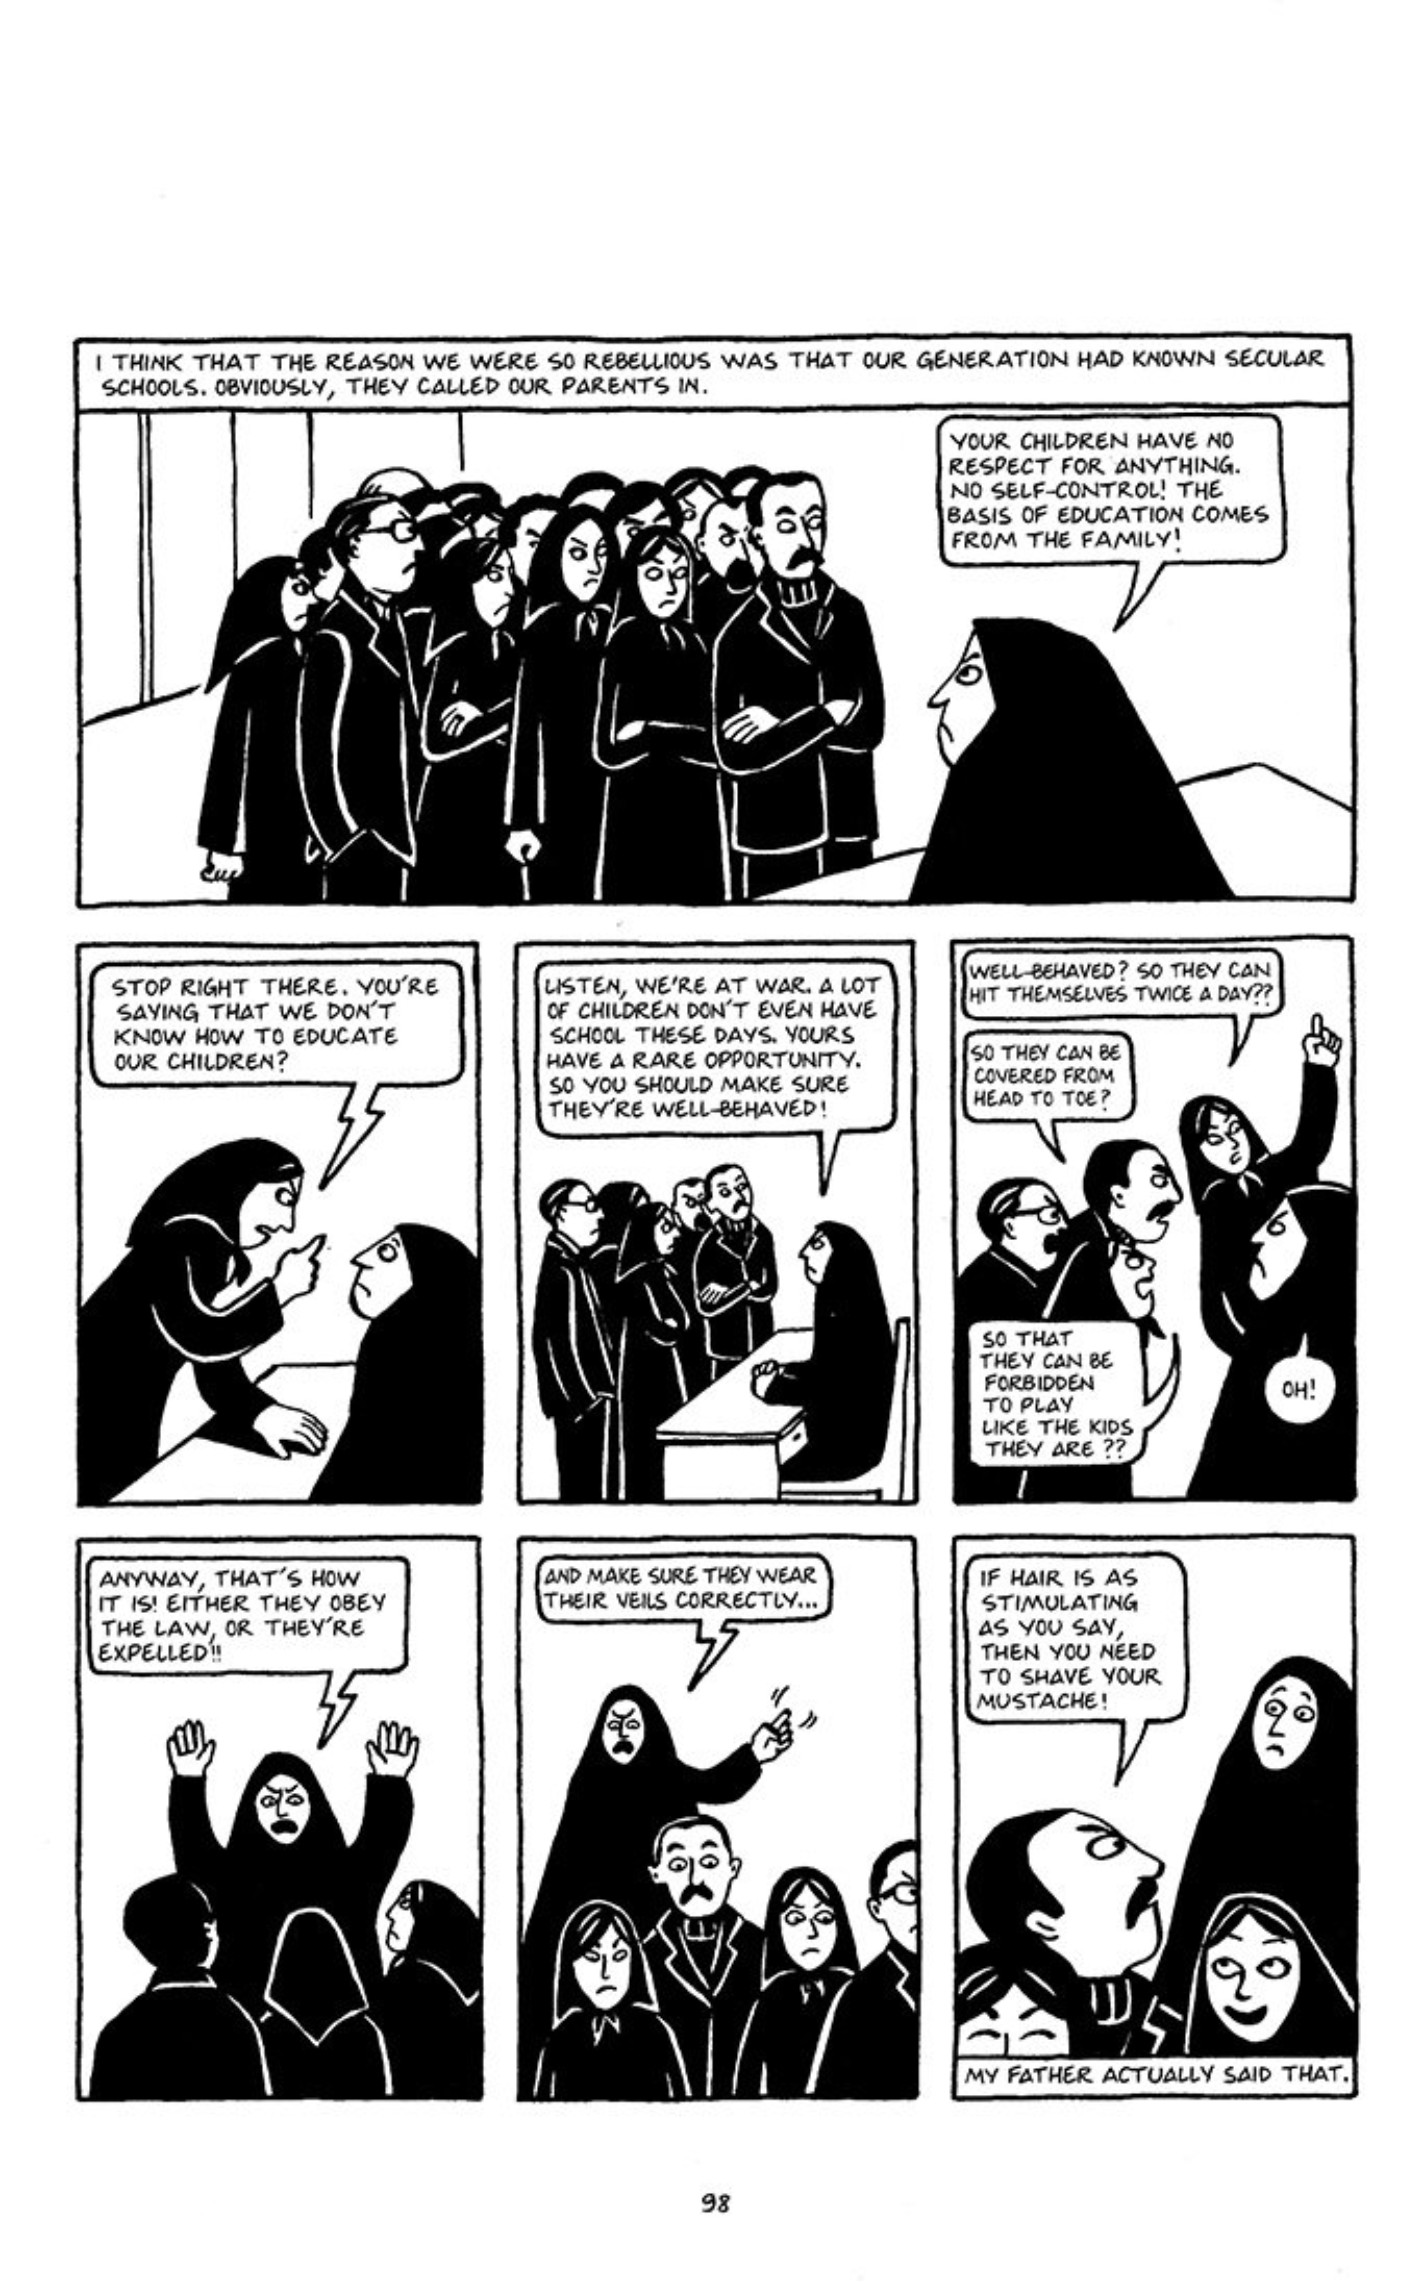 I THINK THAT THE REASON WE WERE SO REBELLIOUS WAS THAT OUR GENERATION HAD KNOWN SECULAR
SCHOOLS. OBVIOUSLY, THEY CALLED OUR PARENTS IN.
YOUR CHILDREN HAVE NO
RESPECT FOR ANYTHING.
NO SELF-CONTROL! THE
BASIS OF EDUCATION COMES
FROM THE FAMILY!
STOP RIGHT THERE. YOU'RE
SAYING THAT WE DON'T
KNOW HOW TO EDUCATE
OUR CHILDREN?
LISTEN, WE'RE AT WAR. A LOT
OF CHILDREN DON'T EVEN HAVE
SCHOOL THESE DAYS. YOURS
HAVE A RARE OPPORTUNITY.
SO YOU SHOULD MAKE SURE
THEY'RE WELL-BEHAVED!
WELL-BEHAVED? SO THEY CAN
HIT THEMSELVES TWICE A DAY??
SO THEY CAN BE
COVERED FROM
HEAD TO TOE?
SO THAT
THEY CAN BE
FORBIDDEN
TO PLAY
LIKE THE KIDS
THEY ARE ??
OH!
ANYWAY, THAT'S HOW
IT IS! EITHER THEY OBEY
THE LAW, OR THEY'RE
EXPELLED!!
AND MAKE SURE THEY WEAR
THEIR VEILS CORRECTLY...
IF HAIR IS AS
STIMULATING
AS YOU SAY,
THEN YOU NEED
TO SHAVE YOUR
MUSTACHE!
MY FATHER ACTUALLY SAID THAT.
98